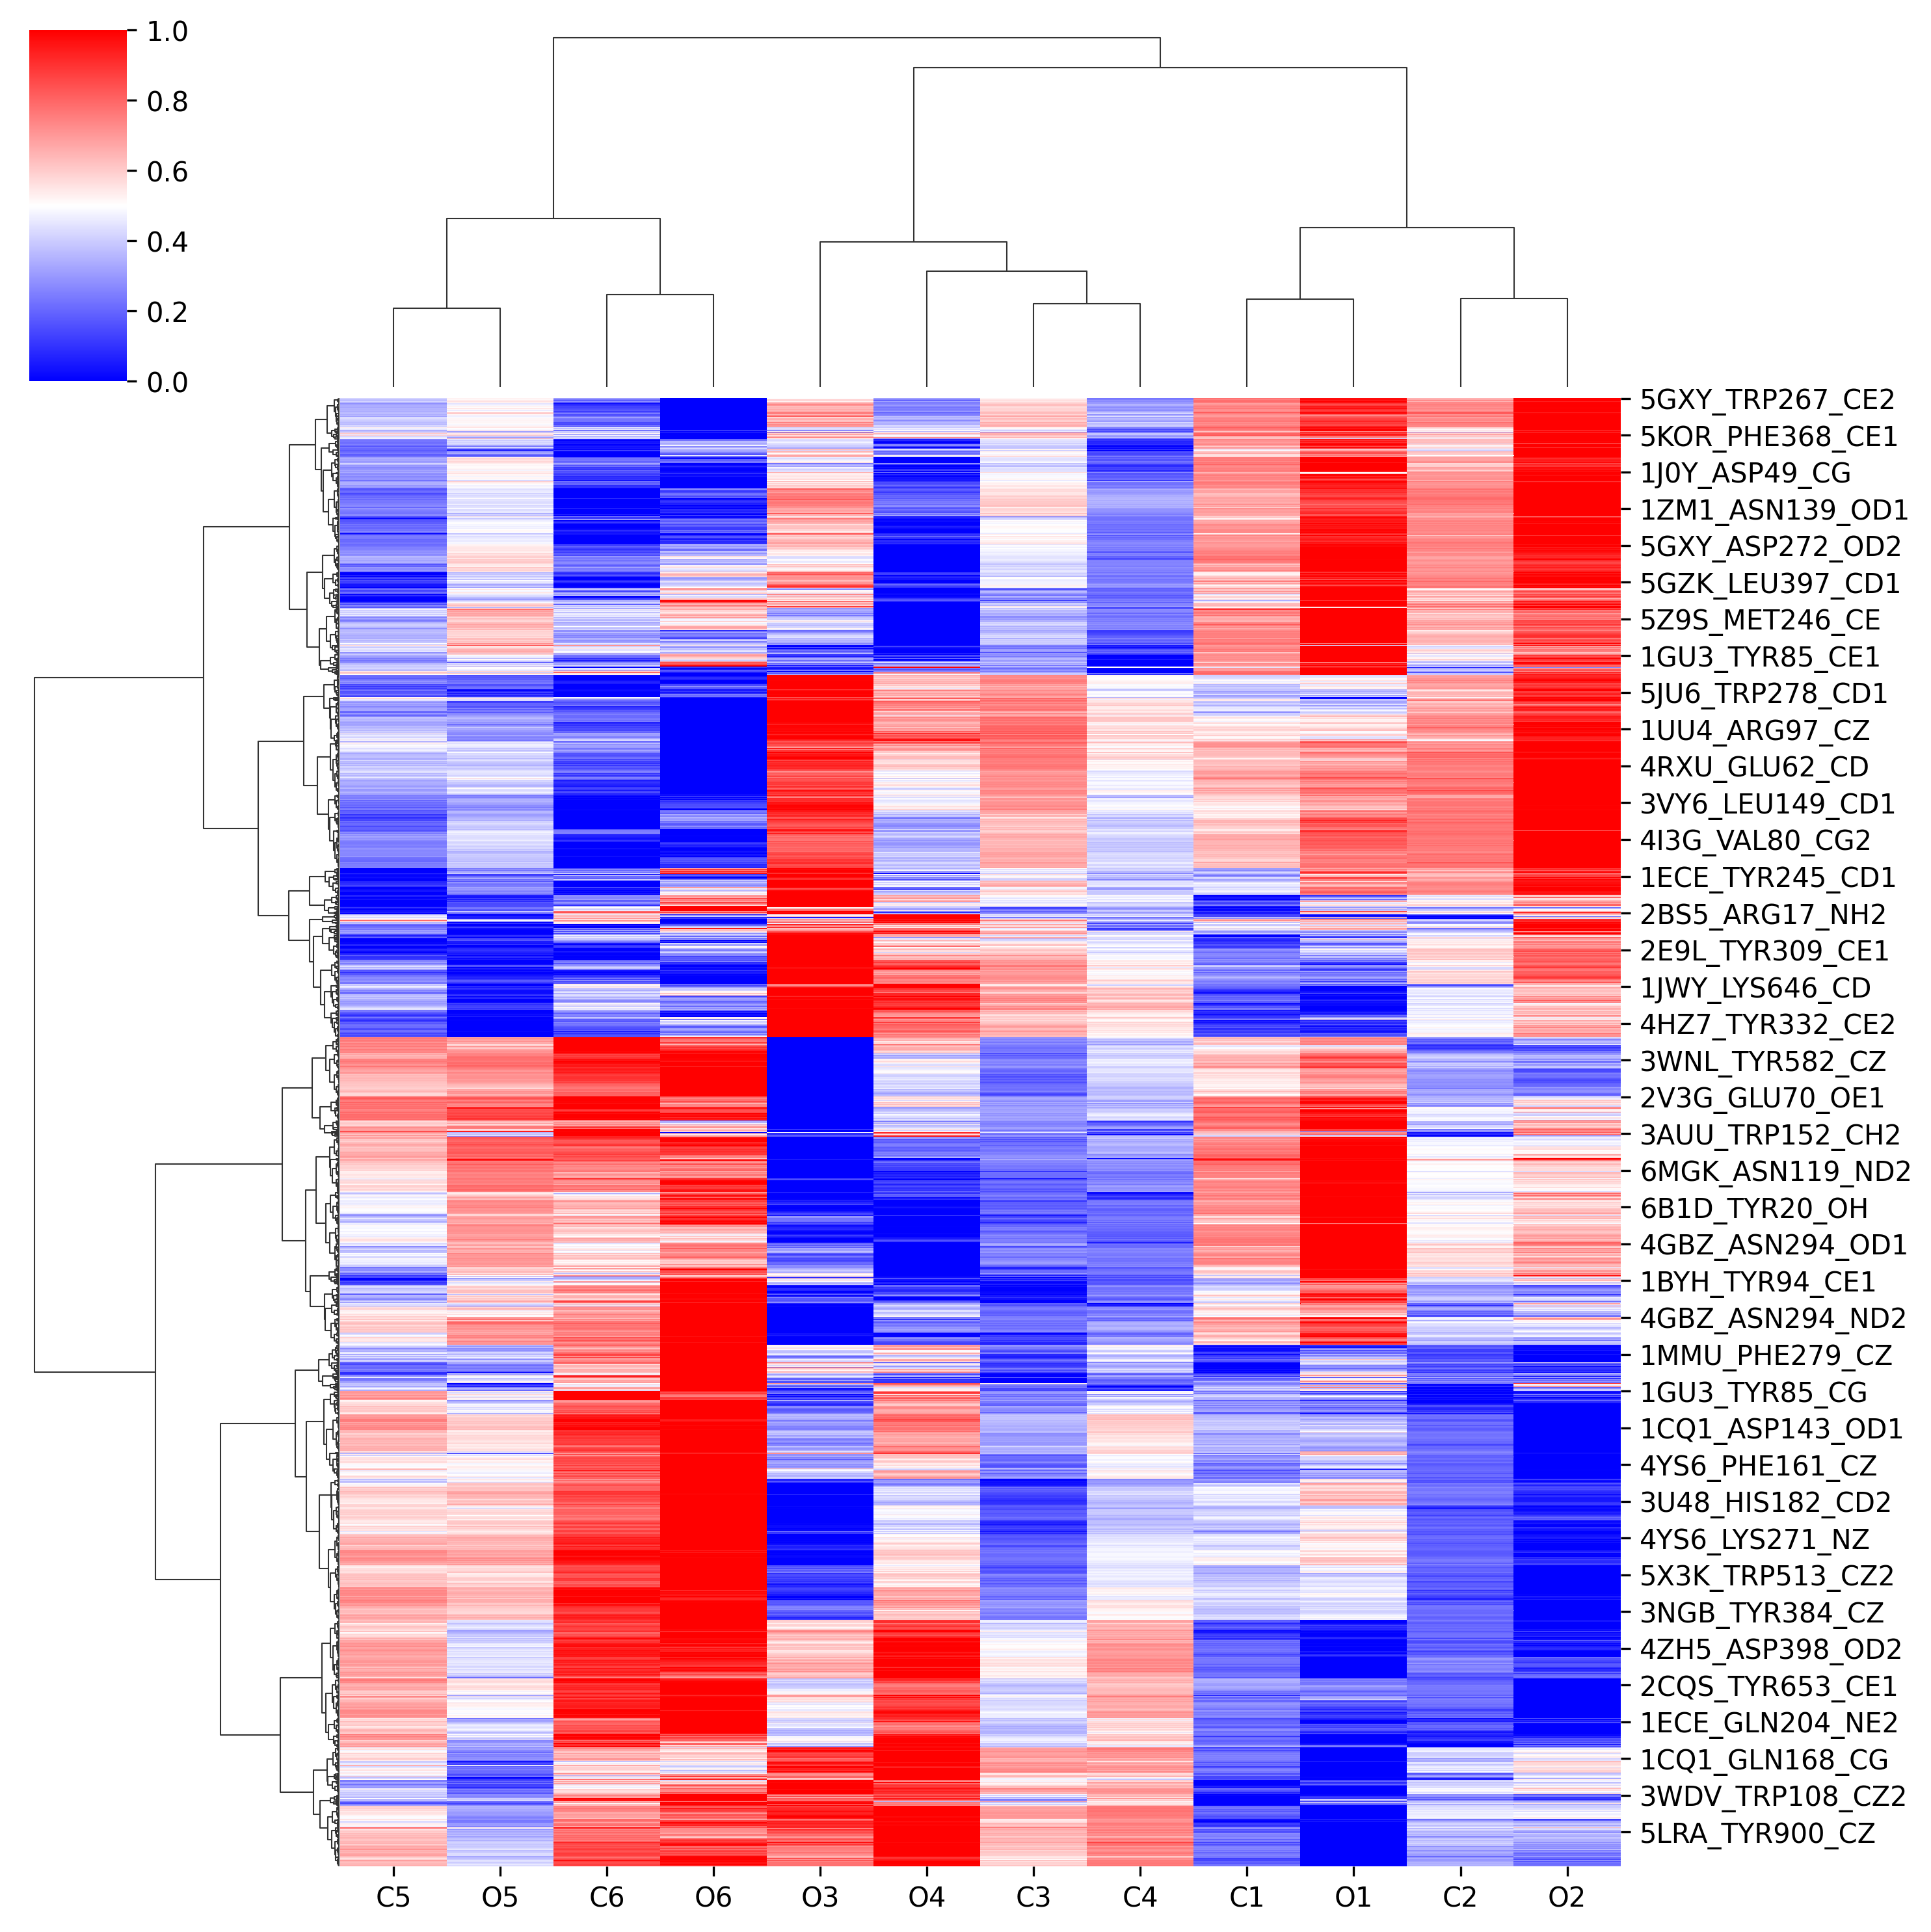 1.0
0.8
0.6
0.4
0.2
0.0
5GXY_TRP267_CE2
5KOR_PHE368_CE1
1J0Y_ASP49_CG
1ZM1_ASN139_OD1
5GXY_ASP272_OD2
5GZK_LEU397_CD1
5Z9S_MET246_CE
1GU3_TYR85_CE1
5JU6_TRP278_CD1
1UU4_ARG97_CZ
4RXU_GLU62_CD
3VY6_LEU149_CD1
4I3G_VAL80_CG2
1ECE_TYR245_CD1
2BS5_ARG17_NH2
2E9L_TYR309_CE1
1JWY_LYS646_CD
4HZ7_TYR332_CE2
3WNL_TYR582_CZ
2V3G_GLU70_OE1
3AUU_TRP152_CH2
6MGK_ASN119_ND2
6B1D_TYR20_OH
4GBZ_ASN294_OD1
1BYH_TYR94_CE1
4GBZ_ASN294_ND2
1MMU_PHE279_CZ
1GU3_TYR85_CG
1CQ1_ASP143_OD1
4YS6_PHE161_CZ
3U48_HIS182_CD2
4YS6_LYS271_NZ
5X3K_TRP513_CZ2
3NGB_TYR384_CZ
4ZH5_ASP398_OD2
2CQS_TYR653_CE1
1ECE_GLN204_NE2
1CQ1_GLN168_CG
3WDV_TRP108_CZ2
5LRA_TYR900_CZ
C5 O5 C6 O6 O3 O4 C3 C4 C1 O1 C2 O2